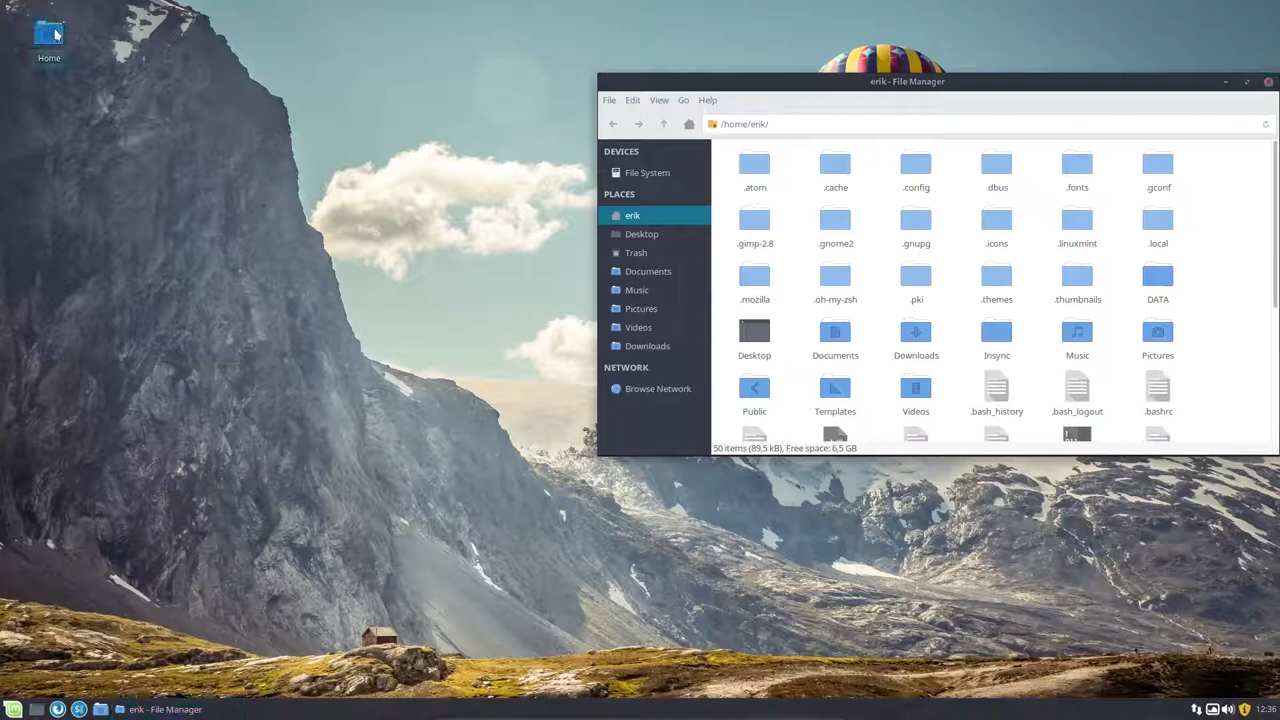 Home
erik - File Manager
File Edit View Go Help
/home/erik/
DEVICES
File System
PLACES
erik
Desktop
Trash
Documents
Music
Pictures
Videos
Downloads
NETWORK
Browse Network
.atom .cache .config .dbus .fonts .gconf
.gimp-2.8 .gnome2 .gnupg .icons .linuxmint .local
.mozilla .oh-my-zsh .pki .themes .thumbnails DATA
Desktop Documents Downloads Insync Music Pictures
Public Templates Videos .bash_history .bash_logout .bashrc
50 items (89,5 kB), Free space: 6,5 GB
erik - File Manager
12:36